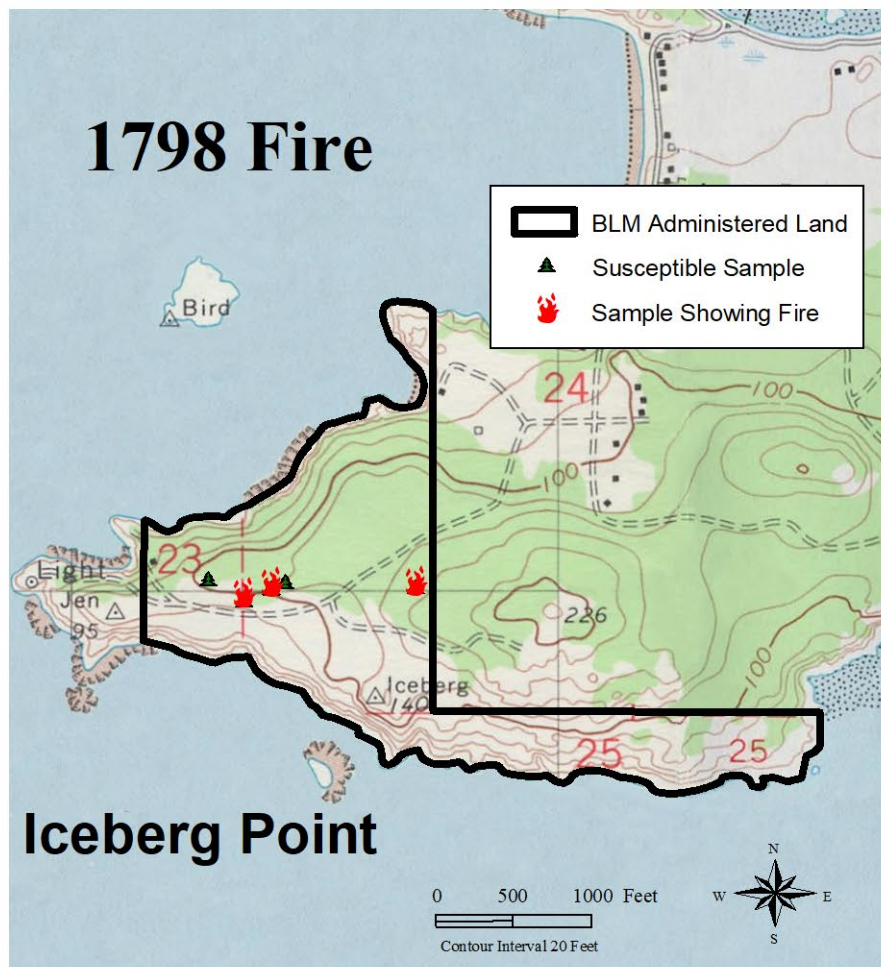 1798 Fire
BLM Administered Land
Susceptible Sample
Sample Showing Fire
Bird
24
100
100
23
Light
Jen
95
226
100
Iceberg
140
25
25
Iceberg Point
0 500 1000 Feet
Contour Interval 20 Feet
N
W E
S